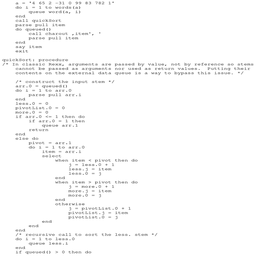 a = '4 65 2 -31 0 99 83 782 1'
do i = 1 to words(a)
queue word(a, i)
end
call quickSort
parse pull item
do queued()
call charout ,item', '
parse pull item
end
say item
exit
quickSort: procedure
/* In classic Rexx, arguments are passed by value, not by reference so stems
cannot be passed as arguments nor used as return values. Putting their
contents on the external data queue is a way to bypass this issue. */
/* construct the input stem */
arr.0 = queued()
do i = 1 to arr.0
parse pull arr.i
end
less.0 = 0
pivotList.0 = 0
more.0 = 0
if arr.0 <= 1 then do
if arr.0 = 1 then
queue arr.1
return
end
else do
pivot = arr.1
do i = 1 to arr.0
item = arr.i
select
when item < pivot then do
j = less.0 + 1
less.j = item
less.0 = j
end
when item > pivot then do
j = more.0 + 1
more.j = item
more.0 = j
end
otherwise
j = pivotList.0 + 1
pivotList.j = item
pivotList.0 = j
end
end
end
/* recursive call to sort the less. stem */
do i = 1 to less.0
queue less.i
end
if queued() > 0 then do